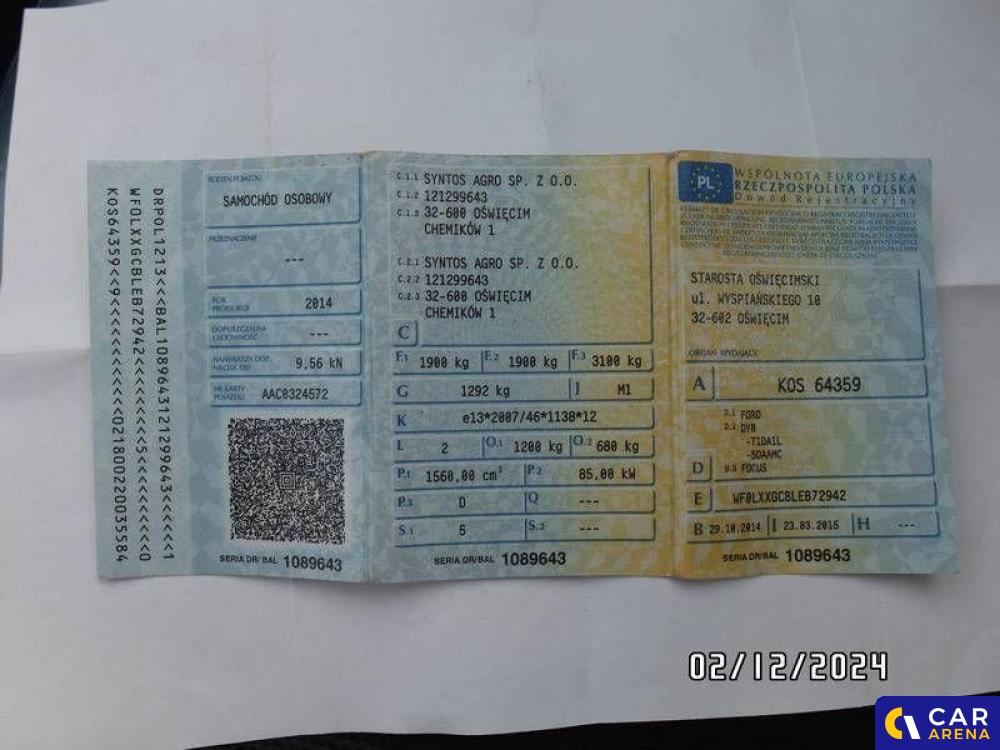 RODZAJ POJAZDU
SAMOCHÓD OSOBOWY
PRZEZNACZENIE
---
ROK PRODUKCJI 2014
DOPUSZCZALNA ŁADOWNOŚĆ ---
NAJWIĘKSZY DOP. NACISK OSI 9,56 kN
NR KARTY POJAZDU AAC0324572
SERIA DR/BAL 1089643
DRPOL1213<<<BAL1089643121299643<<<<<<1
WF0LXXGCBLEB72942
KOS64359<<9
C.1.1 SYNTOS AGRO SP. Z O.O.
C.1.2 121299643
C.1.3 32-600 OŚWIĘCIM
CHEMIKÓW 1
C.2.1 SYNTOS AGRO SP. Z O.O.
C.2.2 121299643
C.2.3 32-600 OŚWIĘCIM
CHEMIKÓW 1
C
F.1 1900 kg F.2 1900 kg F.3 3100 kg
G 1292 kg J M1
K e13*2007/46*1138*12
L 2 O.1 1200 kg O.2 680 kg
P.1 1560,00 cm³ P.2 85,00 kW
P.3 D Q ---
S.1 5 S.2 ---
SERIA DR/BAL 1089643
PL
WSPÓLNOTA EUROPEJSKA
RZECZPOSPOLITA POLSKA
Dowód Rejestracyjny
STAROSTA OŚWIĘCIMSKI
ul. WYSPIAŃSKIEGO 10
32-602 OŚWIĘCIM
ORGAN WYDAJĄCY
A KOS 64359
D.1 FORD
D.2 DYB
-T1DA1L
-5DAAMC
D D.3 FOCUS
E WF0LXXGCBLEB72942
B 29.10.2014 I 23.03.2015 H ---
SERIA DR/BAL 1089643
02/12/2024
CAR
ARENA